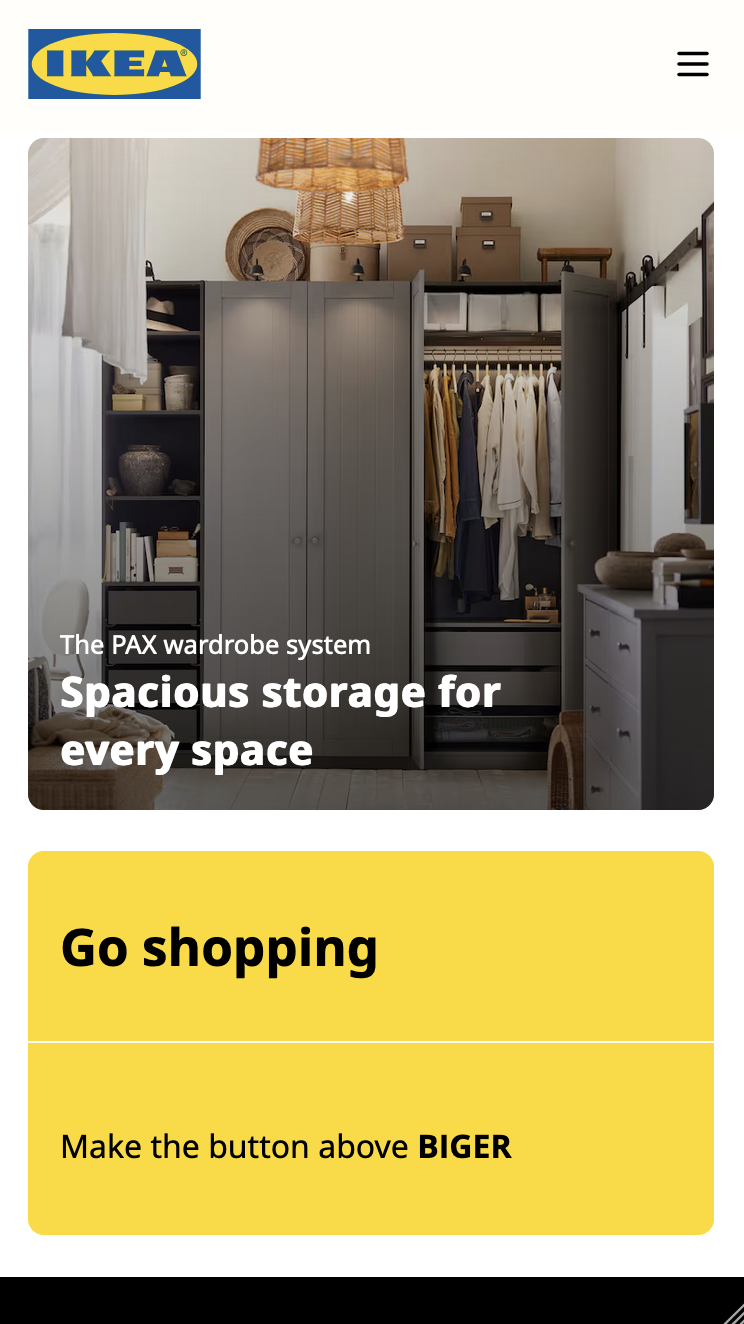 IKEA®
The PAX wardrobe system
Spacious storage for
every space
Go shopping
Make the button above BIGER